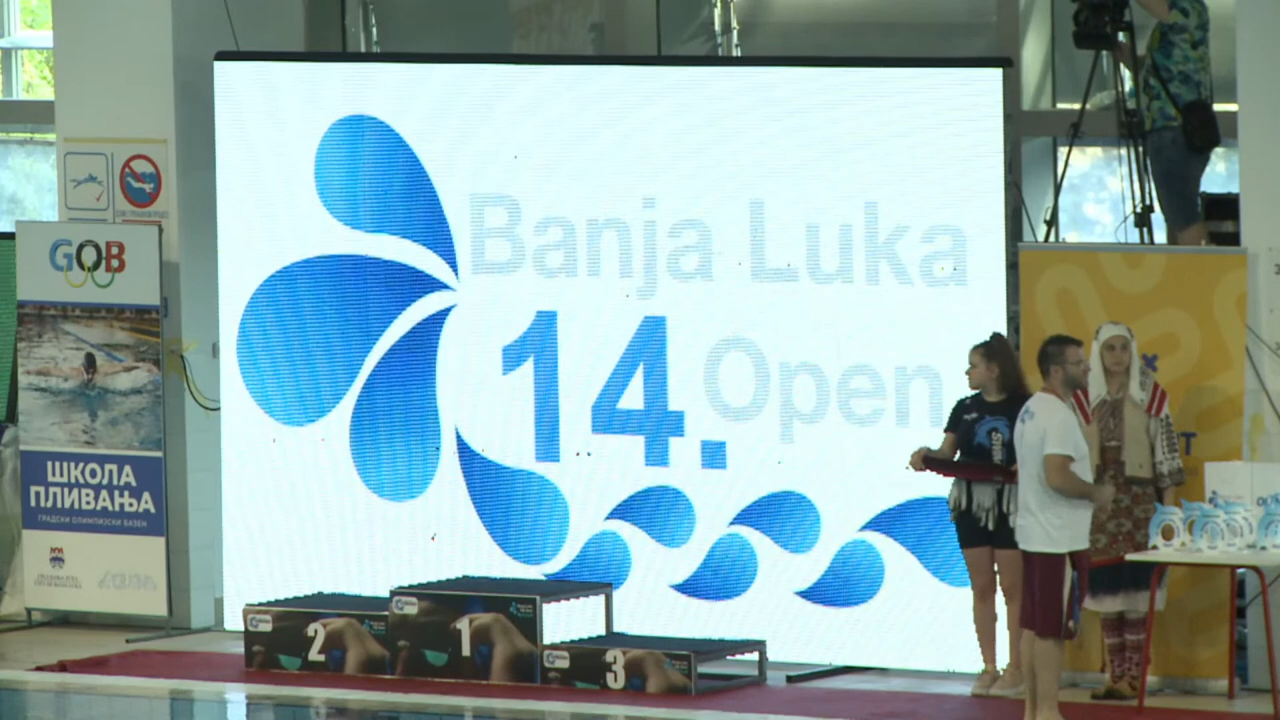 GOB
ШКОЛА
ПЛИВАЊА
ГРАДСКИ ОЛИМПИЈСКИ БАЗЕН
Banja Luka
14. Open
2
1
3